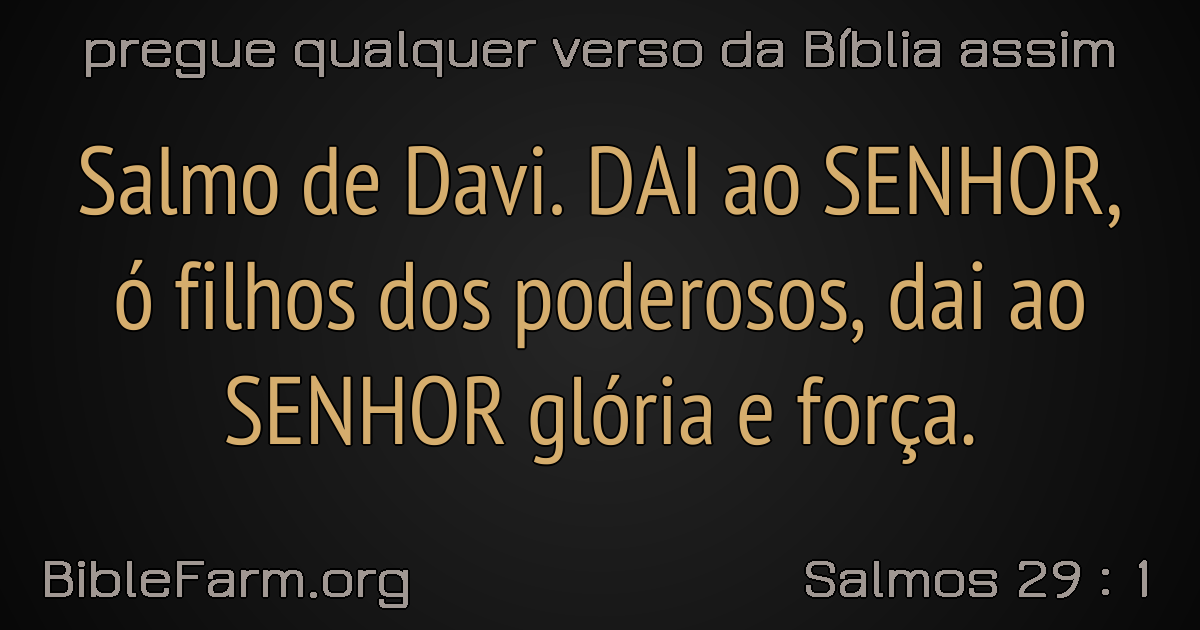 pregue qualquer verso da Bíblia assim
Salmo de Davi. DAI ao SENHOR,
ó filhos dos poderosos, dai ao
SENHOR glória e força.
BibleFarm.org
Salmos 29 : 1